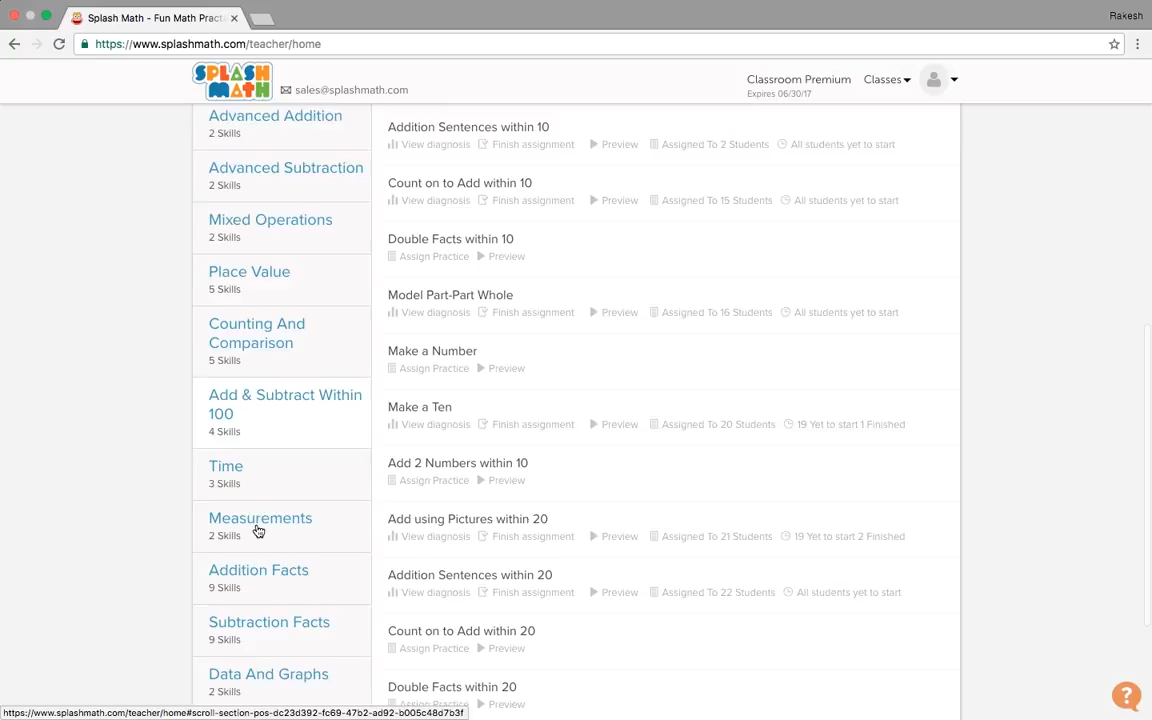 Splash Math - Fun Math Pract
Rakesh
https://www.splashmath.com/teacher/home
SPLASH MATH
sales@splashmath.com
Classroom Premium
Expires 06/30/17
Classes
Advanced Addition
2 Skills
Advanced Subtraction
2 Skills
Mixed Operations
2 Skills
Place Value
5 Skills
Counting And
Comparison
5 Skills
Add & Subtract Within
100
4 Skills
Time
3 Skills
Measurements
2 Skills
Addition Facts
9 Skills
Subtraction Facts
9 Skills
Data And Graphs
2 Skills
Addition Sentences within 10
View diagnosis Finish assignment Preview Assigned To 2 Students All students yet to start
Count on to Add within 10
View diagnosis Finish assignment Preview Assigned To 15 Students All students yet to start
Double Facts within 10
Assign Practice Preview
Model Part-Part Whole
View diagnosis Finish assignment Preview Assigned To 16 Students All students yet to start
Make a Number
Assign Practice Preview
Make a Ten
View diagnosis Finish assignment Preview Assigned To 20 Students 19 Yet to start 1 Finished
Add 2 Numbers within 10
Assign Practice Preview
Add using Pictures within 20
View diagnosis Finish assignment Preview Assigned To 21 Students 19 Yet to start 2 Finished
Addition Sentences within 20
View diagnosis Finish assignment Preview Assigned To 22 Students All students yet to start
Count on to Add within 20
Assign Practice Preview
Double Facts within 20
Assign Practice Preview
https://www.splashmath.com/teacher/home#scroll-section-pos-dc23d392-fc69-47b2-ad92-b005c48d7b3f
?